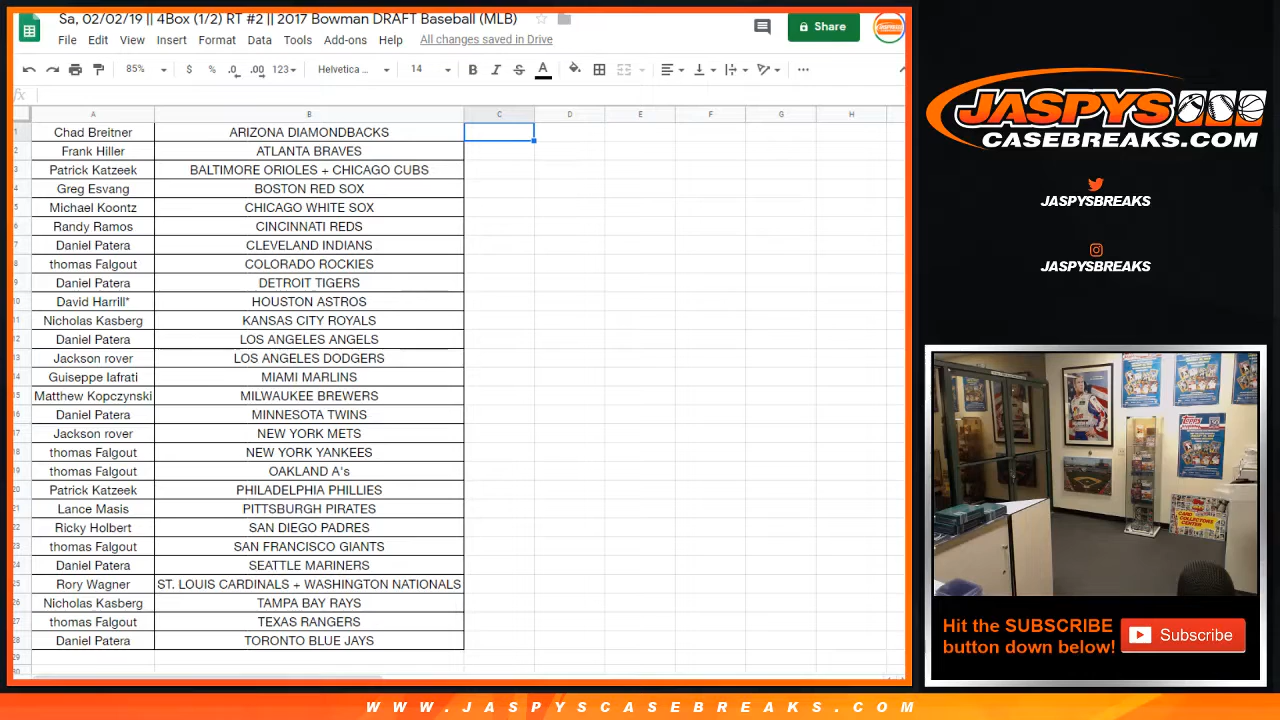 Sa, 02/02/19 || 4Box (1/2) RT #2 || 2017 Bowman DRAFT Baseball (MLB)
File Edit View Insert Format Data Tools Add-ons Help All changes saved in Drive
Share
85% $ % .0 .00 123 Helvetica ... 14 B I S A
fx
A B C D E F G H
1 Chad Breitner ARIZONA DIAMONDBACKS
2 Frank Hiller ATLANTA BRAVES
3 Patrick Katzeek BALTIMORE ORIOLES + CHICAGO CUBS
4 Greg Esvang BOSTON RED SOX
5 Michael Koontz CHICAGO WHITE SOX
6 Randy Ramos CINCINNATI REDS
7 Daniel Patera CLEVELAND INDIANS
8 thomas Falgout COLORADO ROCKIES
9 Daniel Patera DETROIT TIGERS
10 David Harrill* HOUSTON ASTROS
11 Nicholas Kasberg KANSAS CITY ROYALS
12 Daniel Patera LOS ANGELES ANGELS
13 Jackson rover LOS ANGELES DODGERS
14 Guiseppe Iafrati MIAMI MARLINS
15 Matthew Kopczynski MILWAUKEE BREWERS
16 Daniel Patera MINNESOTA TWINS
17 Jackson rover NEW YORK METS
18 thomas Falgout NEW YORK YANKEES
19 thomas Falgout OAKLAND A's
20 Patrick Katzeek PHILADELPHIA PHILLIES
21 Lance Masis PITTSBURGH PIRATES
22 Ricky Holbert SAN DIEGO PADRES
23 thomas Falgout SAN FRANCISCO GIANTS
24 Daniel Patera SEATTLE MARINERS
25 Rory Wagner ST. LOUIS CARDINALS + WASHINGTON NATIONALS
26 Nicholas Kasberg TAMPA BAY RAYS
27 thomas Falgout TEXAS RANGERS
28 Daniel Patera TORONTO BLUE JAYS
29
30
JASPYS
CASEBREAKS.COM
JASPYSBREAKS
JASPYSBREAKS
TOPPS
CARD
COLLECTORS
CENTER
Hit the SUBSCRIBE
button down below!
Subscribe
WWW.JASPYSCASEBREAKS.COM